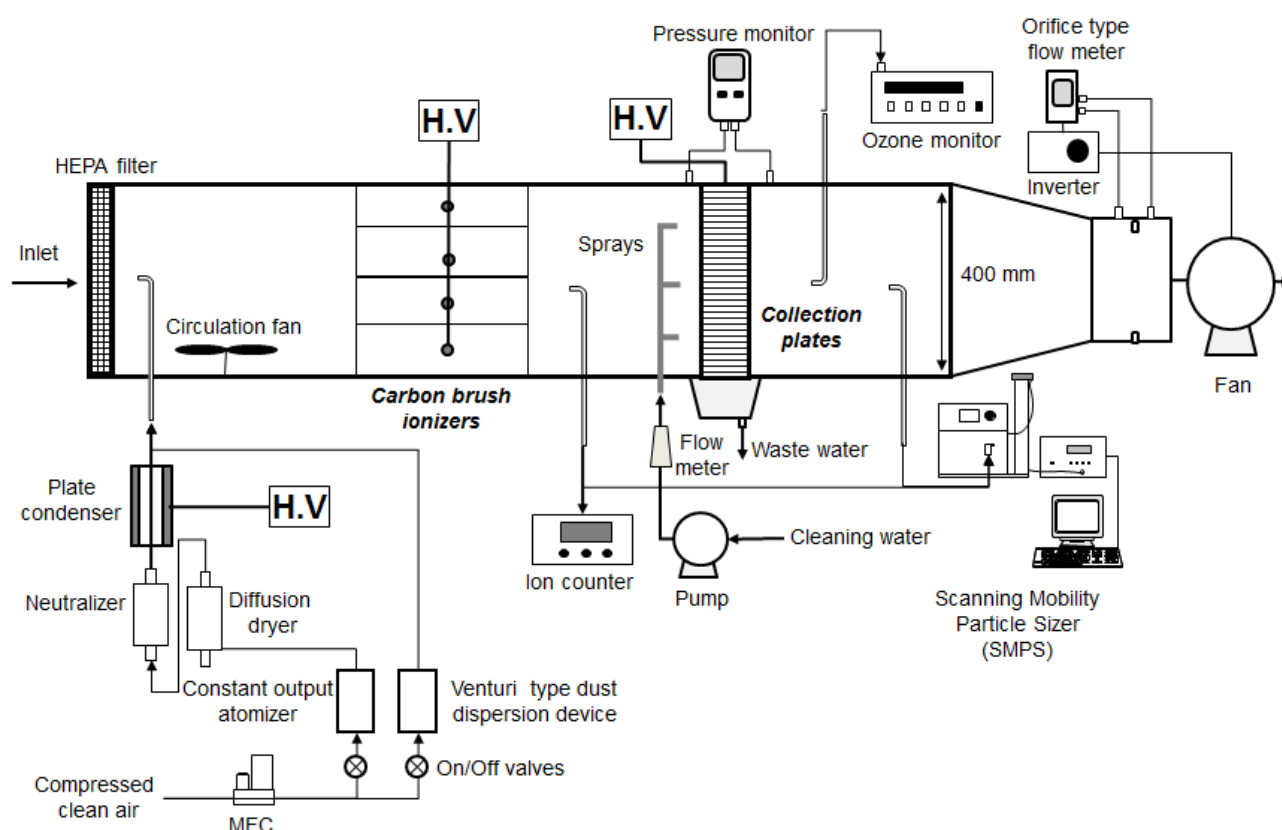 Pressure monitor
Orifice type
flow meter
H.V
H.V
Ozone monitor
Inverter
HEPA filter
Inlet
Sprays
400 mm
Circulation fan
Collection
plates
Carbon brush
ionizers
Fan
Flow
meter
Waste water
Plate
condenser
H.V
Cleaning water
Ion counter
Pump
Neutralizer
Diffusion
dryer
Scanning Mobility
Particle Sizer
(SMPS)
Constant output
atomizer
Venturi type dust
dispersion device
On/Off valves
Compressed
clean air
MFC